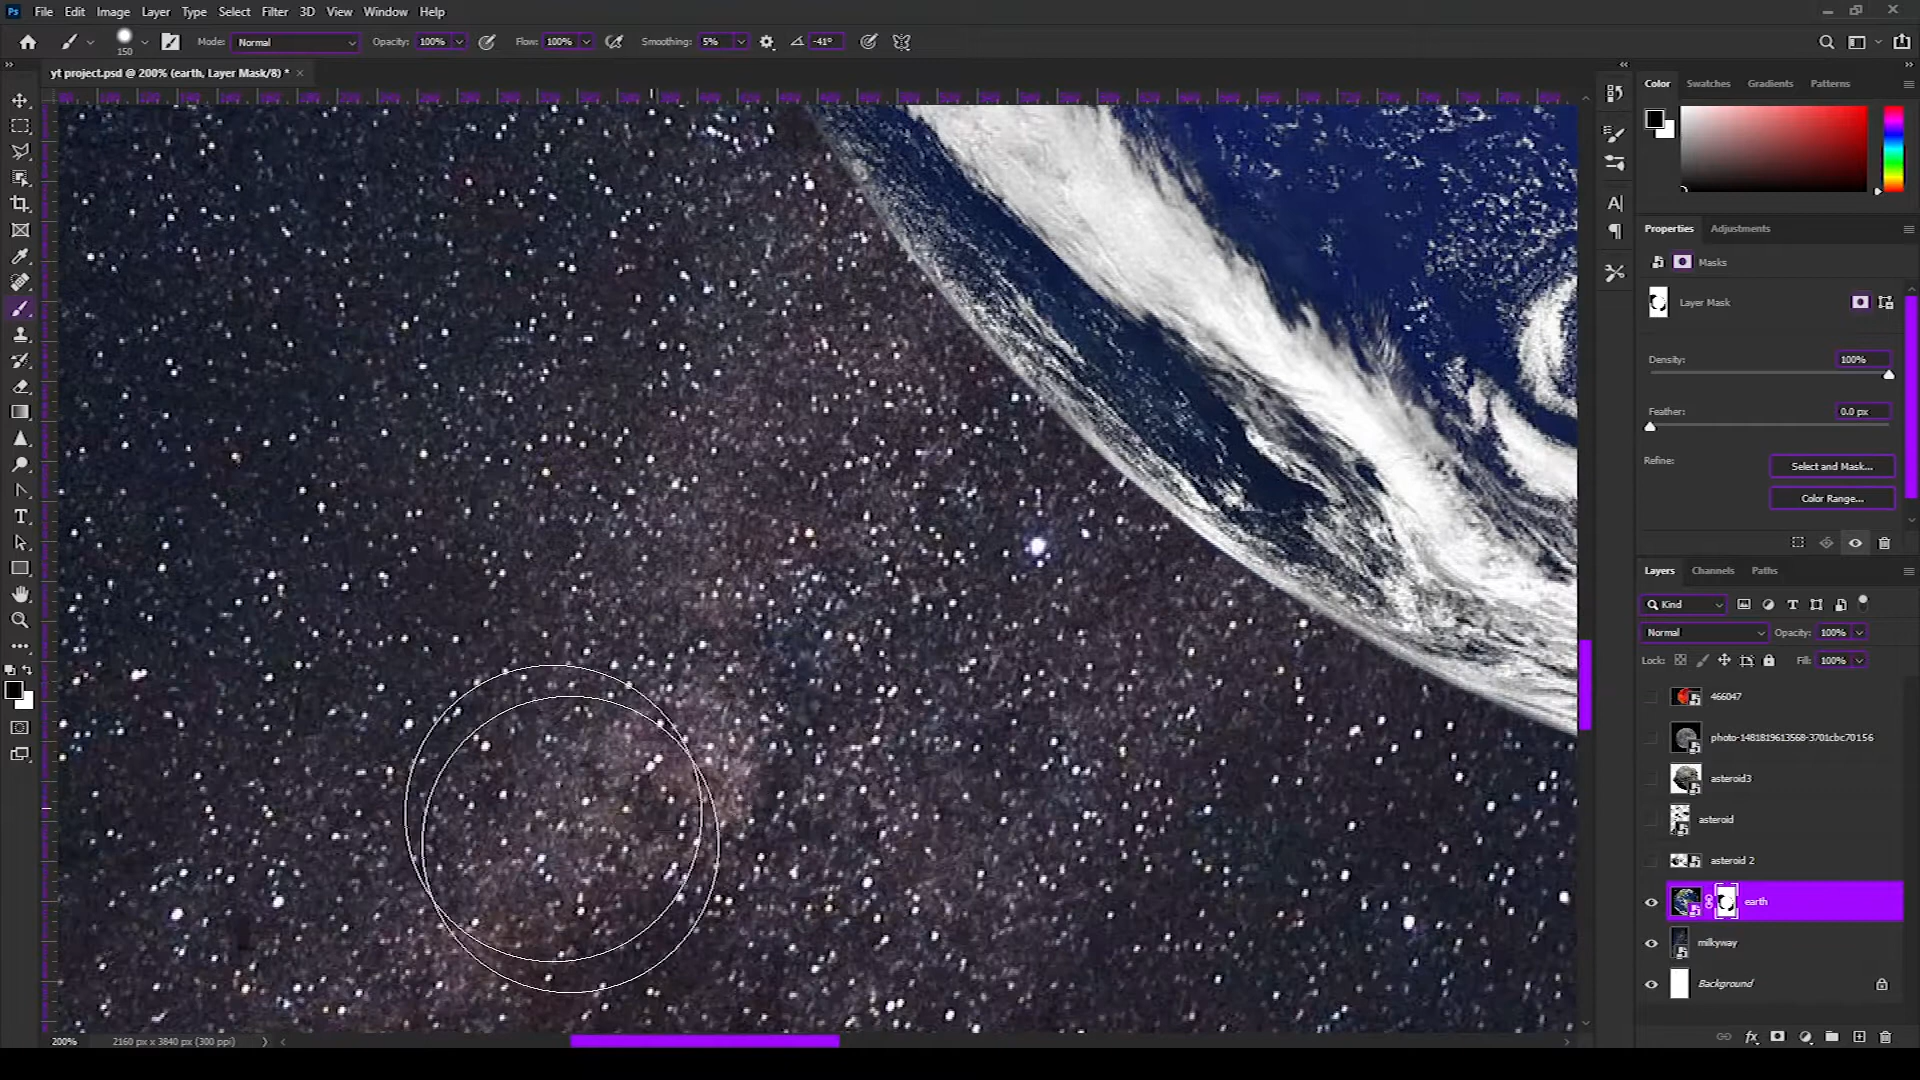 Ps File Edit Image Layer Type Select Filter 3D View Window Help
150 Mode: Normal Opacity: 100% Flow: 100% Smoothing: 5% -41°
yt project.psd @ 200% (earth, Layer Mask/8) * ×
Color Swatches Gradients Patterns
Properties Adjustments
Masks
Layer Mask
Density: 100%
Feather: 0.0 px
Refine: Select and Mask...
Color Range...
Layers Channels Paths
Kind
Normal Opacity: 100%
Lock: Fill: 100%
466047
photo-1481819613568-3701cbc70156
asteroid3
asteroid
asteroid 2
earth
milkyway
Background
200% 2160 px x 3840 px (300 ppi)